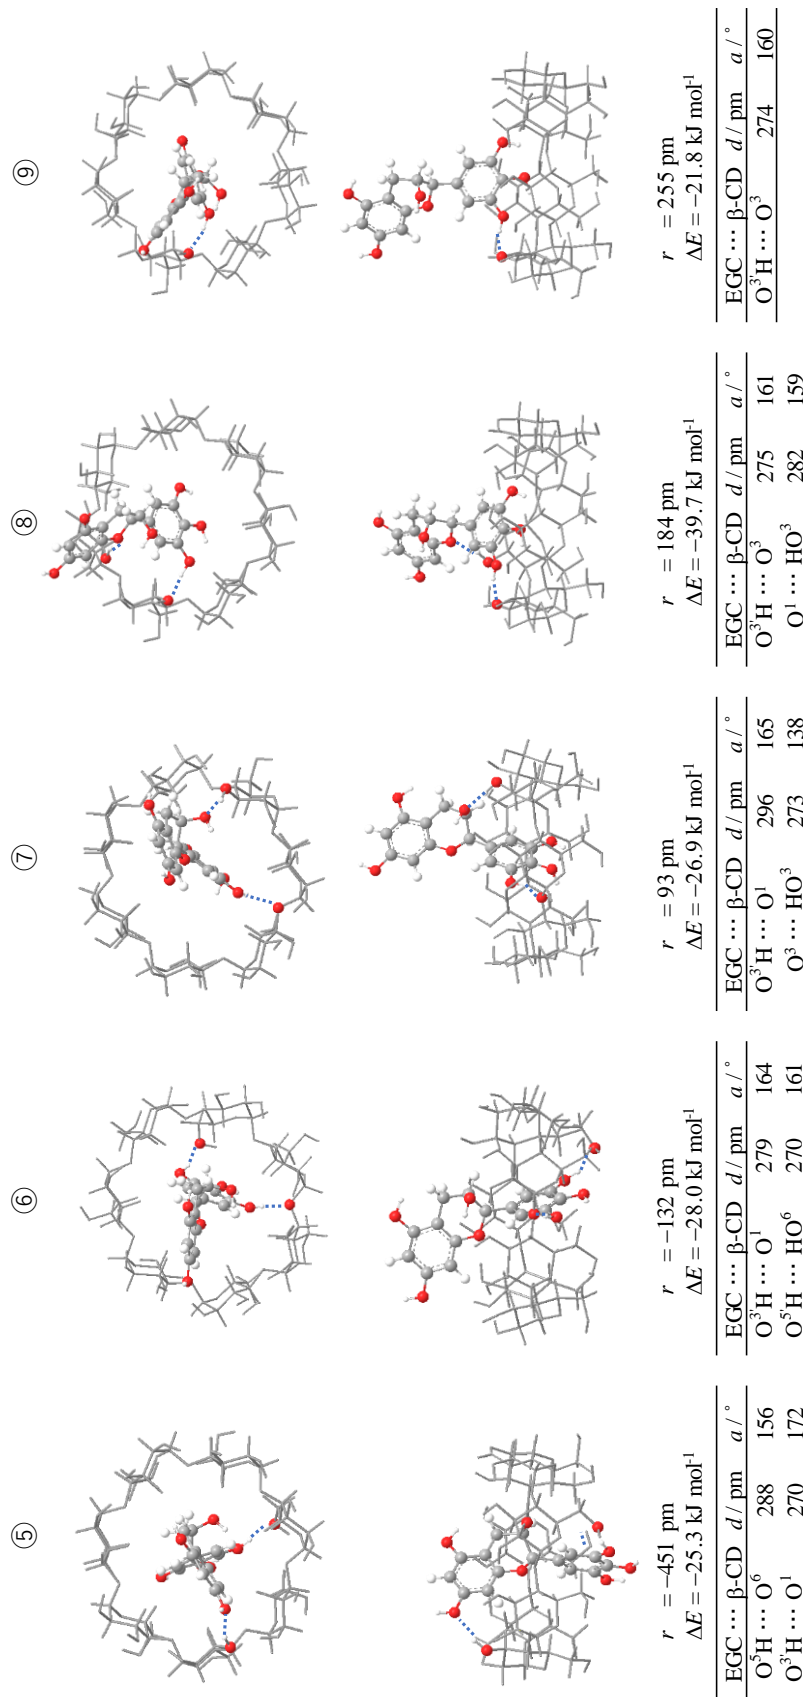 ⑤
r = −451 pm
ΔE = −25.3 kJ mol⁻¹
EGC ⋯ β-CD d / pm a / °
O⁵H ⋯ O⁶ 288 156
O³'H ⋯ O¹ 270 172
⑥
r = −132 pm
ΔE = −28.0 kJ mol⁻¹
EGC ⋯ β-CD d / pm a / °
O³'H ⋯ O¹ 279 164
O⁵'H ⋯ HO⁶ 270 161
⑦
r = 93 pm
ΔE = −26.9 kJ mol⁻¹
EGC ⋯ β-CD d / pm a / °
O³'H ⋯ O¹ 296 165
O³ ⋯ HO³ 273 138
⑧
r = 184 pm
ΔE = −39.7 kJ mol⁻¹
EGC ⋯ β-CD d / pm a / °
O³'H ⋯ O³ 275 161
O¹ ⋯ HO³ 282 159
⑨
r = 255 pm
ΔE = −21.8 kJ mol⁻¹
EGC ⋯ β-CD d / pm a / °
O³'H ⋯ O³ 274 160